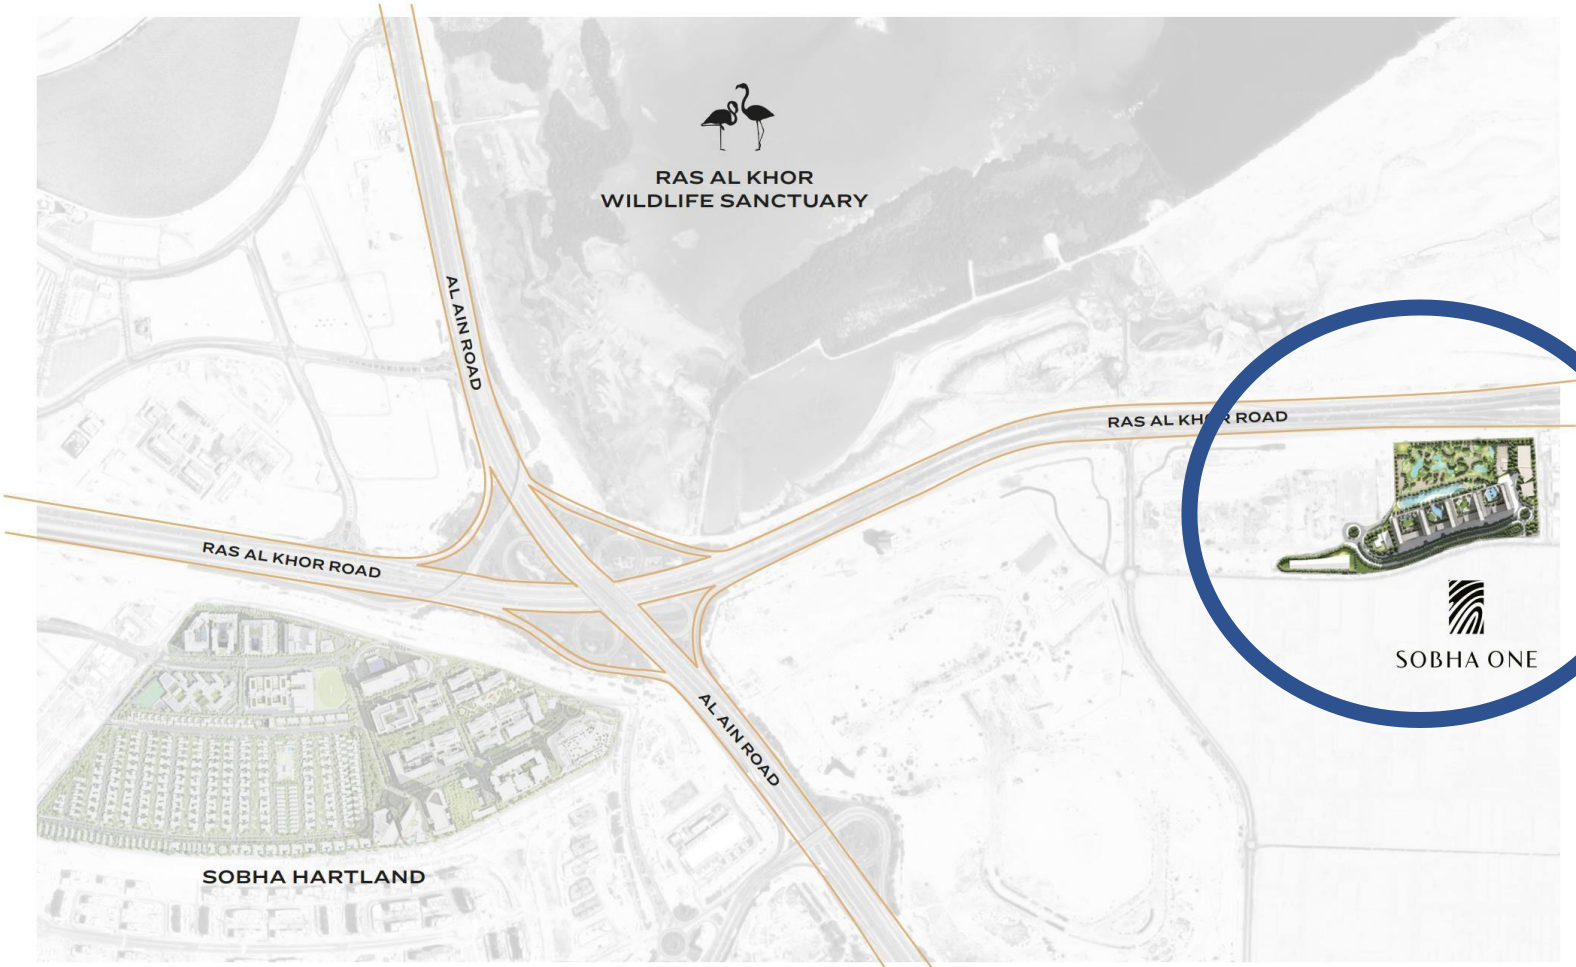 RAS AL KHOR
WILDLIFE SANCTUARY
AL AIN ROAD
RAS AL KHOR ROAD
RAS AL KHOR ROAD
SOBHA ONE
AL AIN ROAD
SOBHA HARTLAND